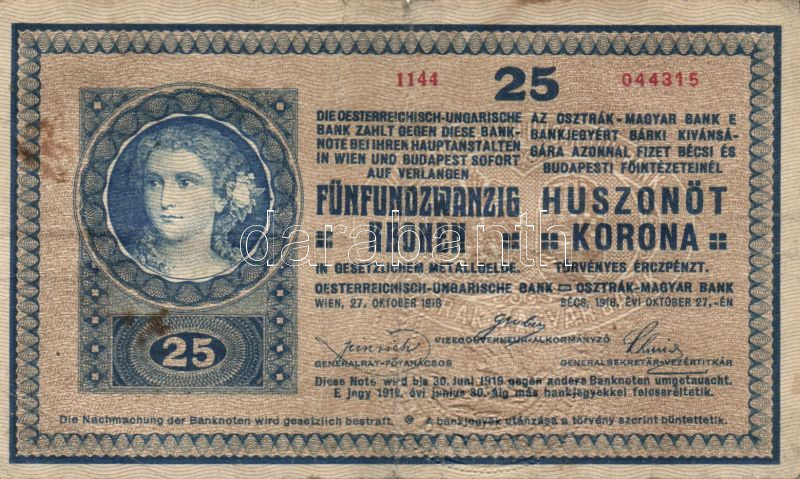 1144 25 044315
DIE OESTERREICHISCH-UNGARISCHE
BANK ZAHLT GEGEN DIESE BANK-
NOTE BEI IHREN HAUPTANSTALTEN
IN WIEN UND BUDAPEST SOFORT
AUF VERLANGEN
FÜNFUNDZWANZIG
KRONEN
IN GESETZLICHEM METALLGELDE.
OESTERREICHISCH-UNGARISCHE BANK
WIEN, 27. OKTOBER 1918
AZ OSZTRÁK-MAGYAR BANK E
BANKJEGYÉRT BÁRKI KIVÁNSÁ-
GÁRA AZONNAL FIZET BÉCSI ÉS
BUDAPESTI FŐINTÉZETEINÉL
HUSZONÖT
KORONA
TÖRVÉNYES ÉRCZPÉNZT.
OSZTRÁK-MAGYAR BANK
BÉCS, 1918. ÉVI OKTÓBER 27.-ÉN
darabanth
25
VIZEGOUVERNEUR-ALKORMÁNYZÓ
GENERALRAT-FŐTANÁCSOS
GENERALSEKRETÄR-VEZÉRTITKÁR
Diese Note wird bis 30. Juni 1919 gegen andere Banknoten umgetauscht.
E jegy 1919. évi junius 30.-áig más bankjegyekkel felcseréltetik.
Die Nachmachung der Banknoten wird gesetzlich bestraft. A bankjegyek utánzása a törvény szerint büntettetik.